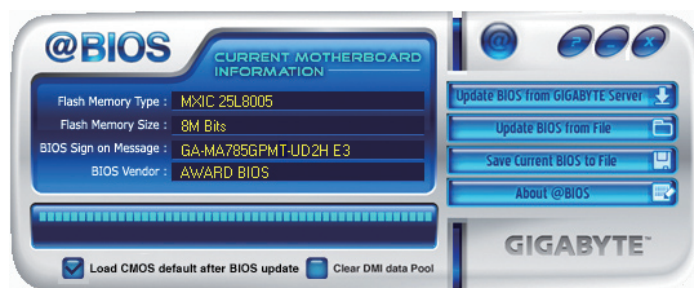 @BIOS
CURRENT MOTHERBOARD
INFORMATION
Flash Memory Type : MXIC 25L8005
Flash Memory Size : 8M Bits
BIOS Sign on Message : GA-MA785GPMT-UD2H E3
BIOS Vendor : AWARD BIOS
Load CMOS default after BIOS update
Clear DMI data Pool
@
? _ X
Update BIOS from GIGABYTE Server
Update BIOS from File
Save Current BIOS to File
About @BIOS
GIGABYTE™